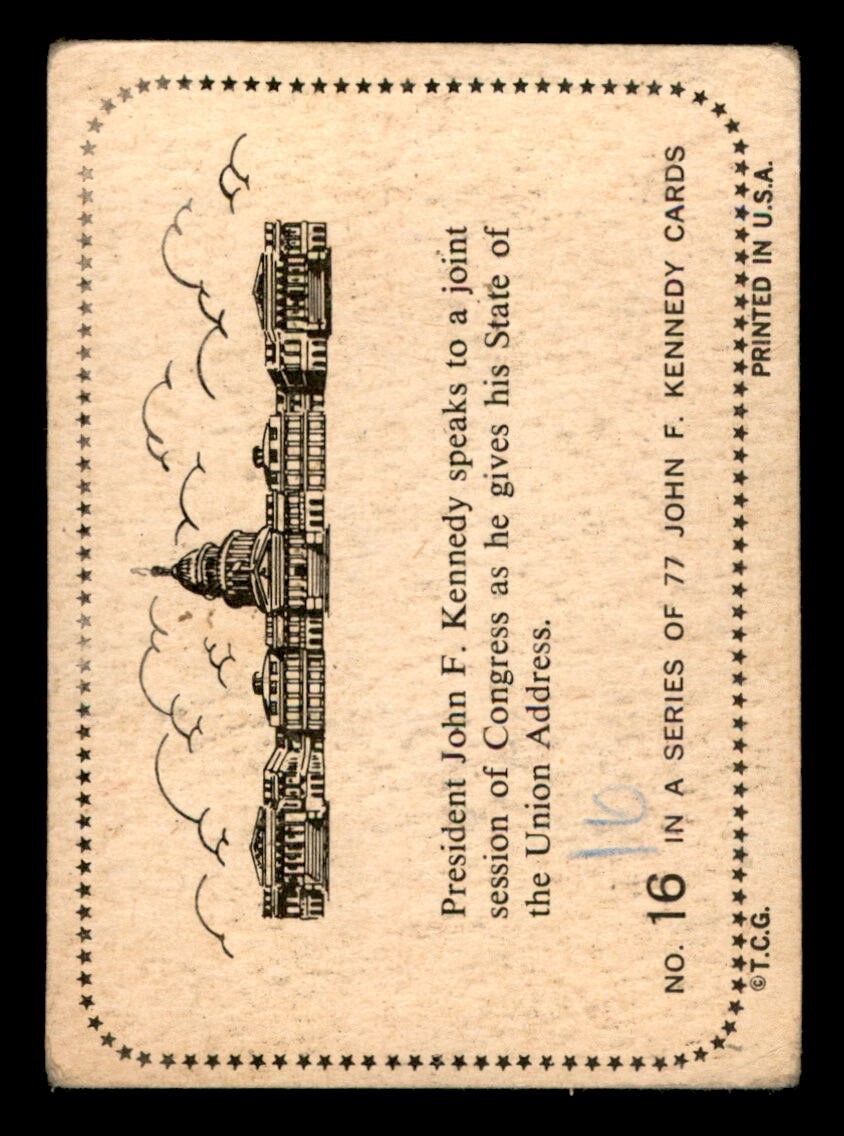 President John F. Kennedy speaks to a joint
session of Congress as he gives his State of
the Union Address.
16
NO. 16 IN A SERIES OF 77 JOHN F. KENNEDY CARDS
©T.C.G. PRINTED IN U.S.A.